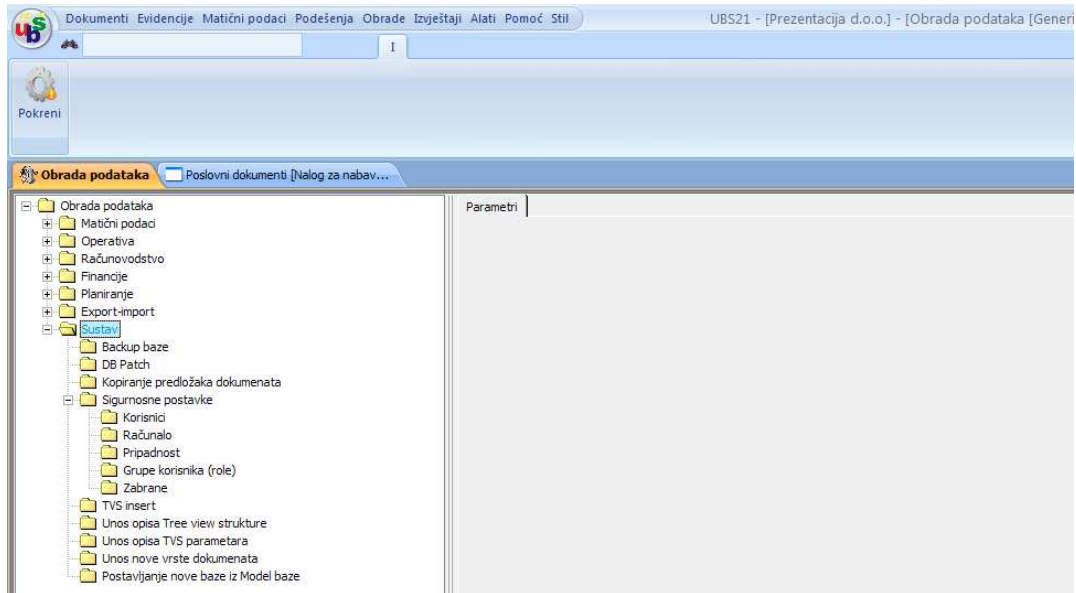 ubs
Dokumenti Evidencije Matični podaci Podešenja Obrade Izvještaji Alati Pomoć Stil
UBS21 - [Prezentacija d.o.o.] - [Obrada podataka [Generi
I
Pokreni
Obrada podataka
Poslovni dokumenti [Nalog za nabav...
Obrada podataka
Matični podaci
Operativa
Računovodstvo
Financije
Planiranje
Export-import
Sustav
Backup baze
DB Patch
Kopiranje predložaka dokumenata
Sigurnosne postavke
Korisnici
Računalo
Pripadnost
Grupe korisnika (role)
Zabrane
TVS insert
Unos opisa Tree view strukture
Unos opisa TVS parametara
Unos nove vrste dokumenata
Postavljanje nove baze iz Model baze
Parametri